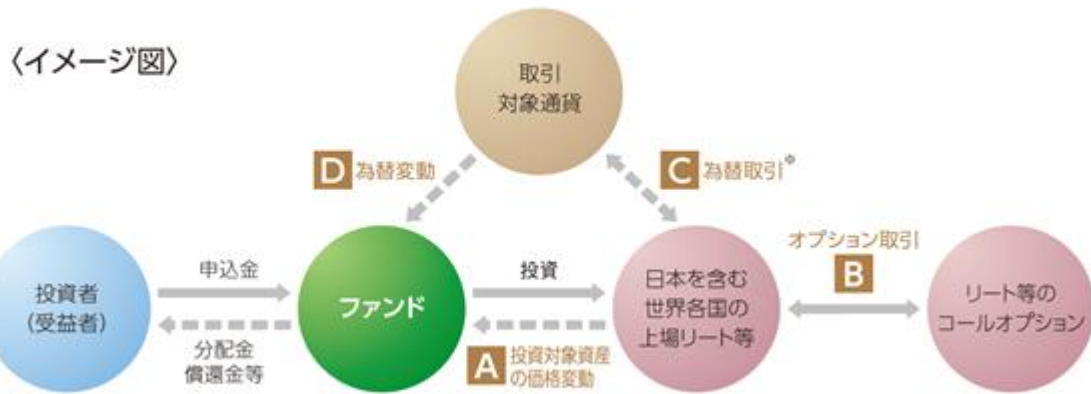 〈イメージ図〉
取引
対象通貨
D 為替変動
C 為替取引※
投資者
(受益者)
申込金
分配金
償還金等
ファンド
投資
A 投資対象資産
の価格変動
日本を含む
世界各国の
上場リート等
オプション取引
B
リート等の
コールオプション